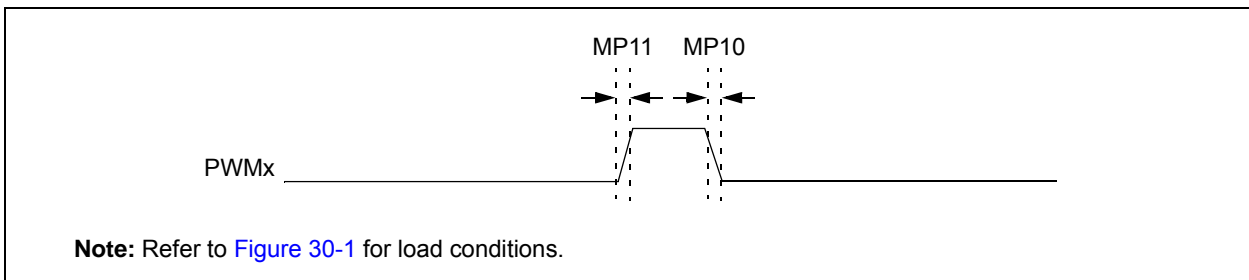 MP11 MP10
PWMx
Note: Refer to Figure 30-1 for load conditions.